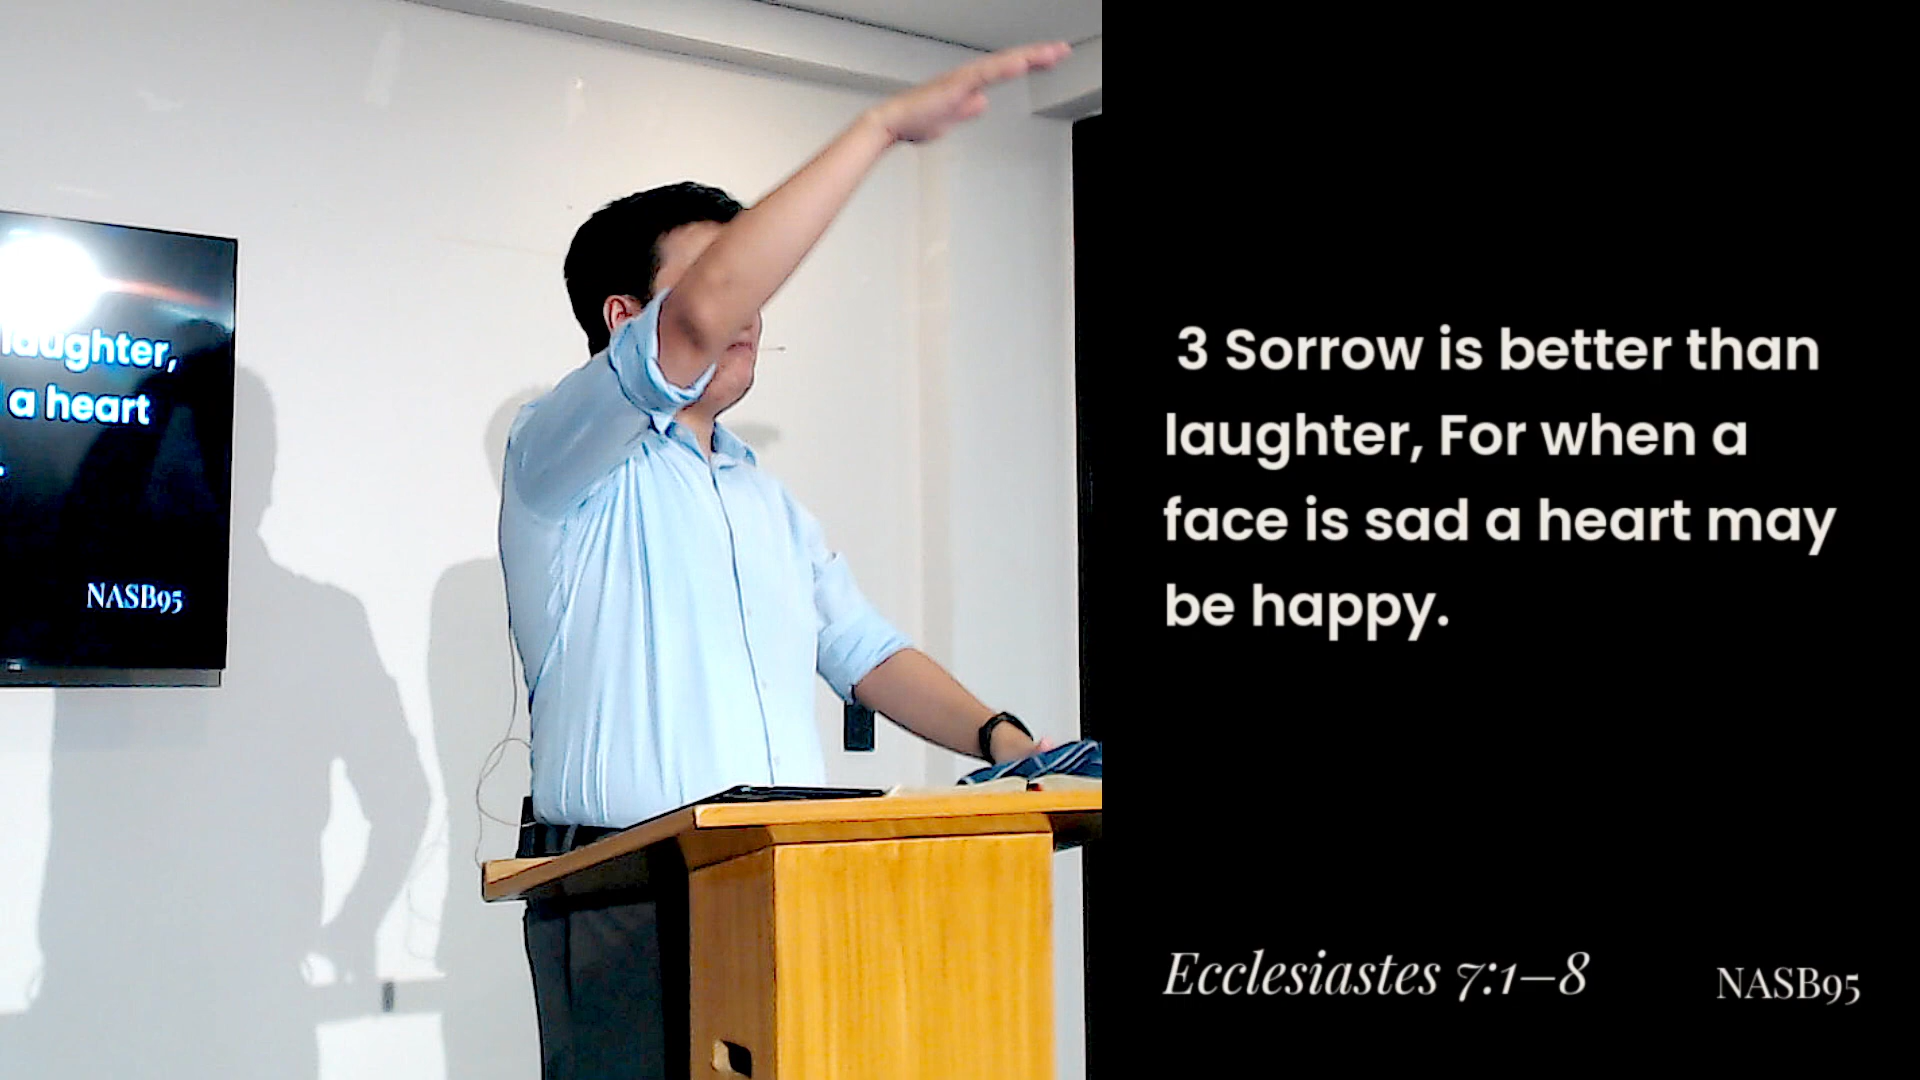 laughter,
a heart
NASB95
3 Sorrow is better than
laughter, For when a
face is sad a heart may
be happy.
Ecclesiastes 7:1–8
NASB95